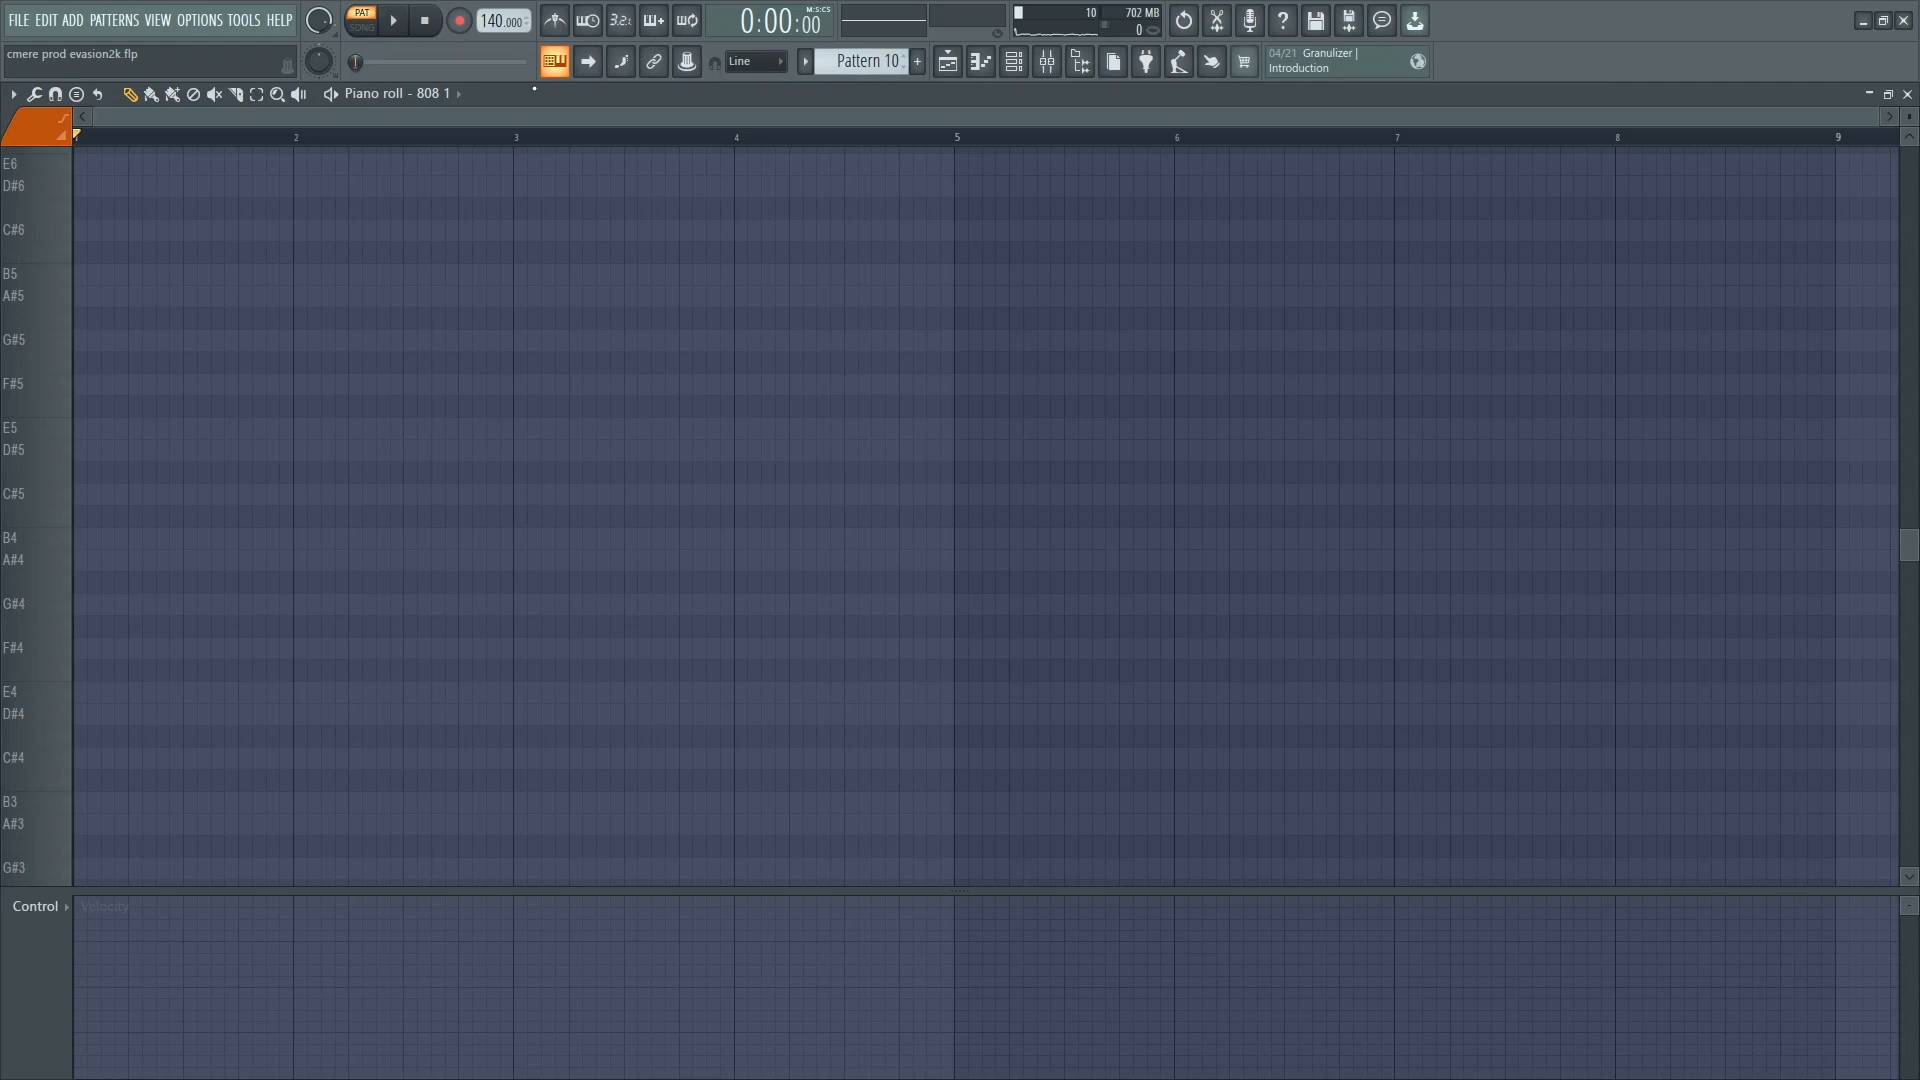 FILE EDIT ADD PATTERNS VIEW OPTIONS TOOLS HELP
PAT
SONG
140.000
3.2.
0:00:00
M:S:CS
10
702 MB
0
cmere prod evasion2k.flp
Line
Pattern 10
+
04/21 Granulizer |
Introduction
Piano roll - 808 1
1 2 3 4 5 6 7 8 9
E6
D#6
C#6
B5
A#5
G#5
F#5
E5
D#5
C#5
B4
A#4
G#4
F#4
E4
D#4
C#4
B3
A#3
G#3
Control
Velocity